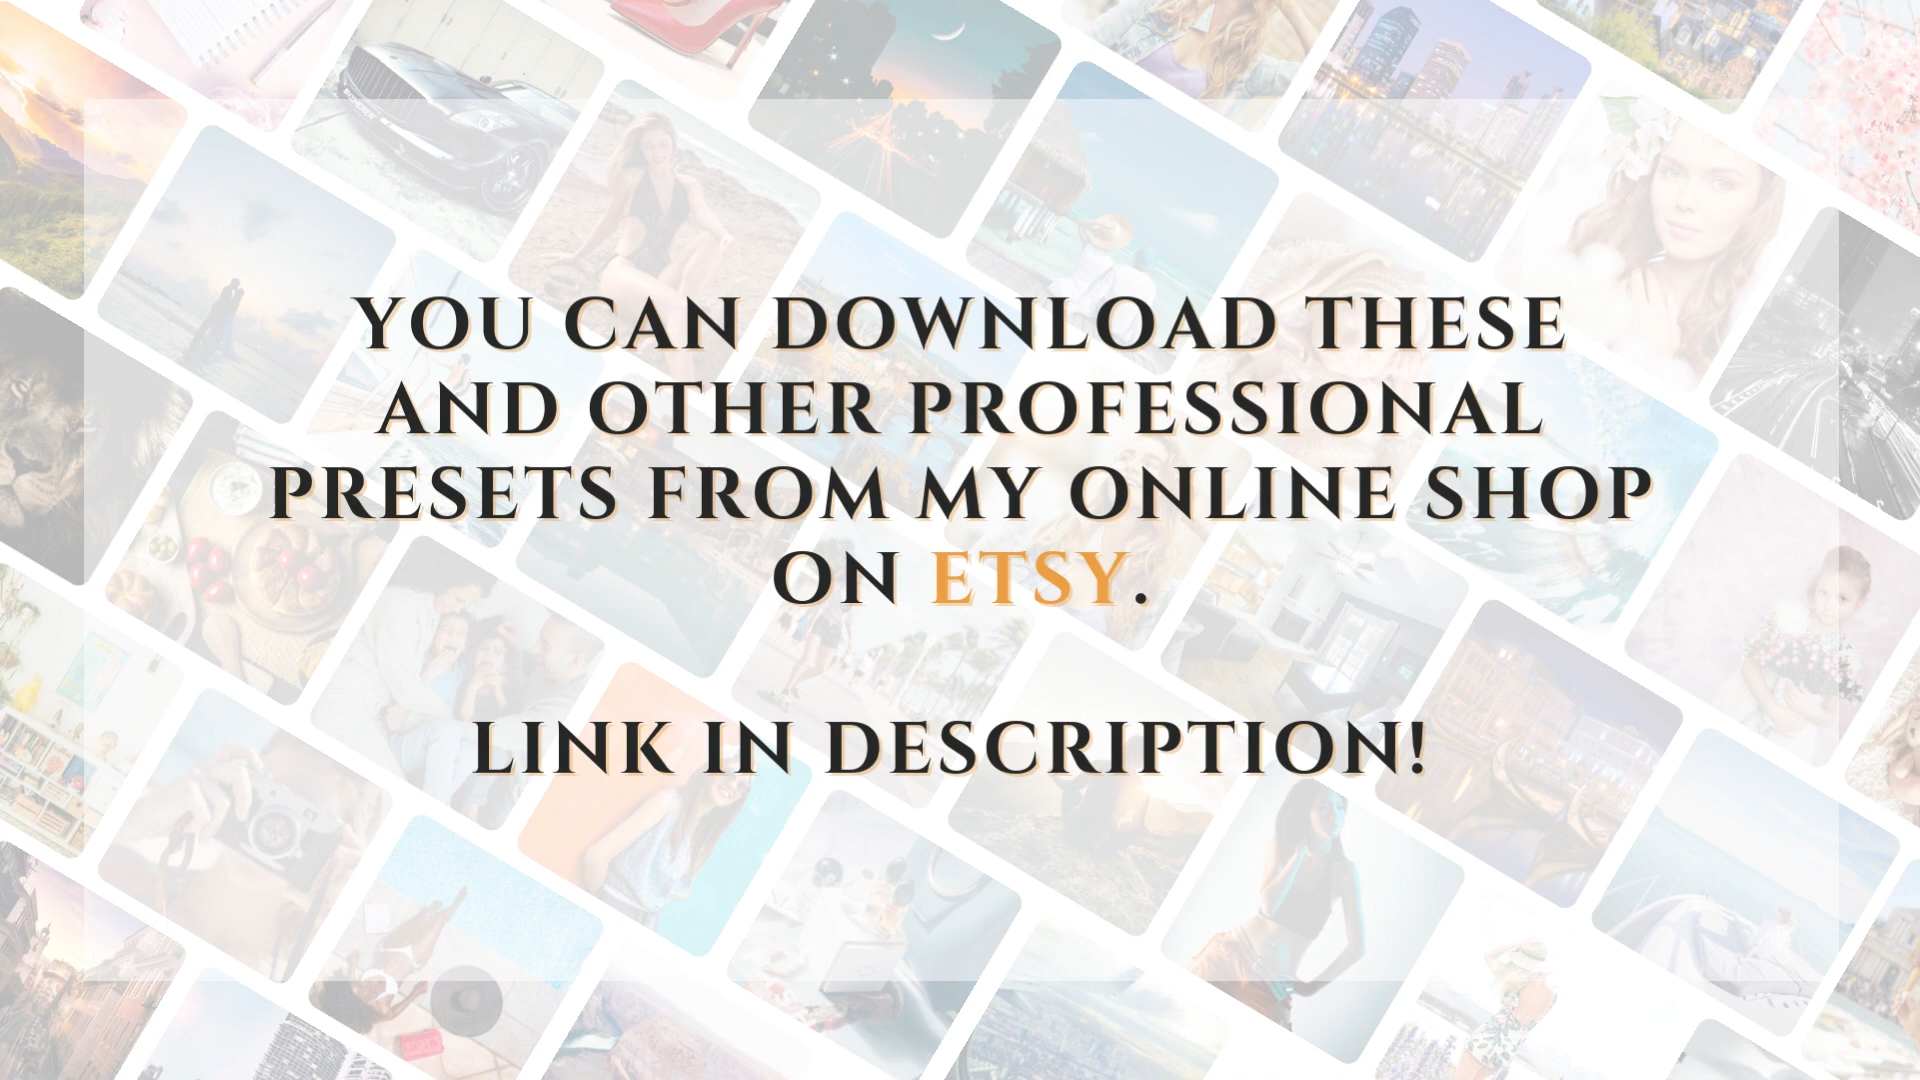 YOU CAN DOWNLOAD THESE
AND OTHER PROFESSIONAL
PRESETS FROM MY ONLINE SHOP
ON ETSY.
LINK IN DESCRIPTION!